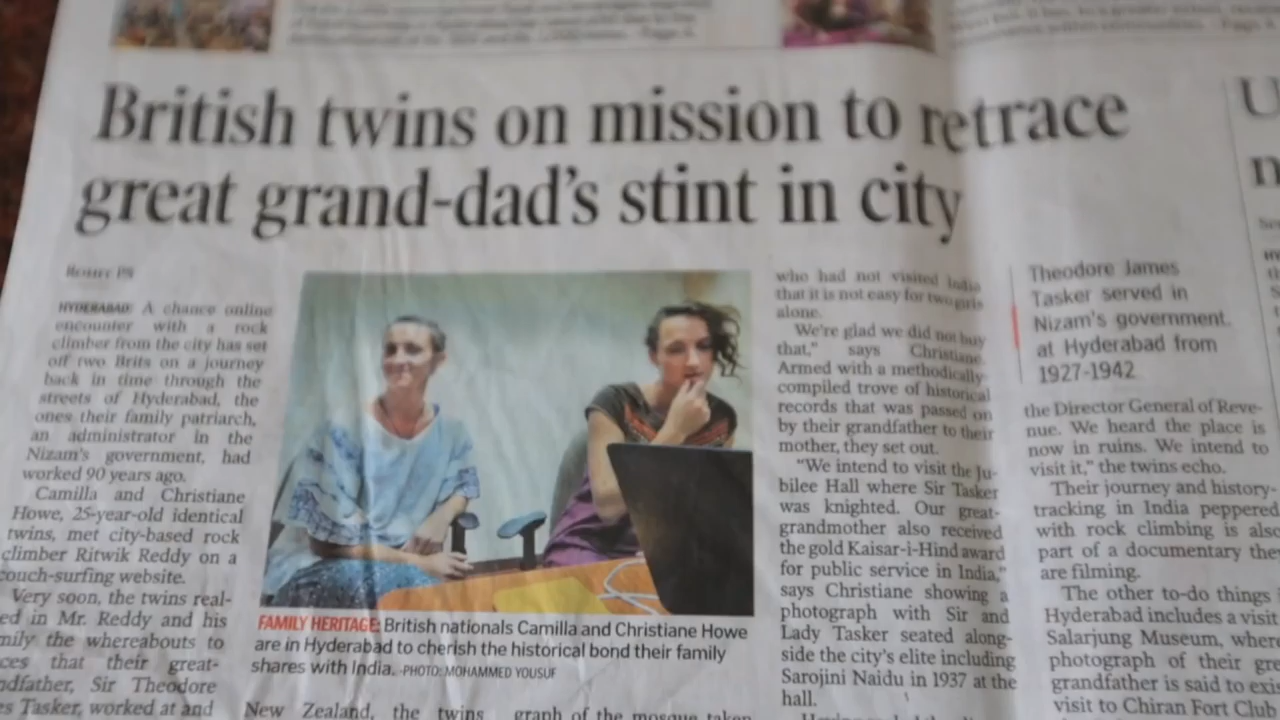 British twins on mission to retrace
great grand-dad's stint in city
HYDERABAD: A chance online
encounter with a rock
climber from the city has set
off two Brits on a journey
back in time through the
streets of Hyderabad, the
ones their family patriarch,
an administrator in the
Nizam's government, had
worked 90 years ago.
Camilla and Christiane
Howe, 25-year-old identical
twins, met city-based rock
climber Ritwik Reddy on a
couch-surfing website.
Very soon, the twins real-
ed in Mr. Reddy and his
mily the whereabouts to
ces that their great-
ndfather, Sir Theodore
es Tasker, worked at and
FAMILY HERITAGE: British nationals Camilla and Christiane Howe
are in Hyderabad to cherish the historical bond their family
shares with India. -PHOTO: MOHAMMED YOUSUF
New Zealand, the twins
graph of the mosque taken
who had not visited India
that it is not easy for two girls
alone.
We're glad we did not buy
that," says Christiane.
Armed with a methodically-
compiled trove of historical
records that was passed on
by their grandfather to their
mother, they set out.
"We intend to visit the Ju-
bilee Hall where Sir Tasker
was knighted. Our great-
grandmother also received
the gold Kaisar-i-Hind award
for public service in India,"
says Christiane showing a
photograph with Sir and
Lady Tasker seated along-
side the city's elite including
Sarojini Naidu in 1937 at the
hall.
Theodore James
Tasker served in
Nizam's government
at Hyderabad from
1927-1942
the Director General of Reve-
nue. We heard the place is
now in ruins. We intend to
visit it," the twins echo.
Their journey and history-
tracking in India peppered
with rock climbing is also
part of a documentary they
are filming.
The other to-do things
Hyderabad includes a visit
Salarjung Museum, where
photograph of their gre
grandfather is said to exis
visit to Chiran Fort Club